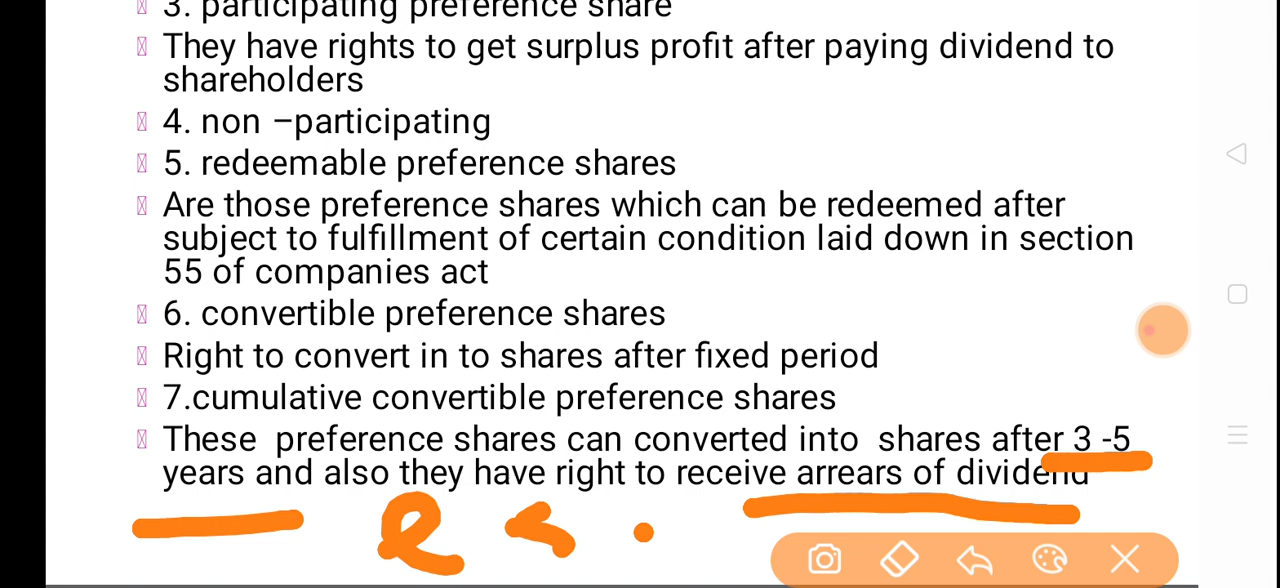 3. participating preference share
They have rights to get surplus profit after paying dividend to
shareholders
4. non –participating
5. redeemable preference shares
Are those preference shares which can be redeemed after
subject to fulfillment of certain condition laid down in section
55 of companies act
6. convertible preference shares
Right to convert in to shares after fixed period
7.cumulative convertible preference shares
These preference shares can converted into shares after 3 -5
years and also they have right to receive arrears of dividend